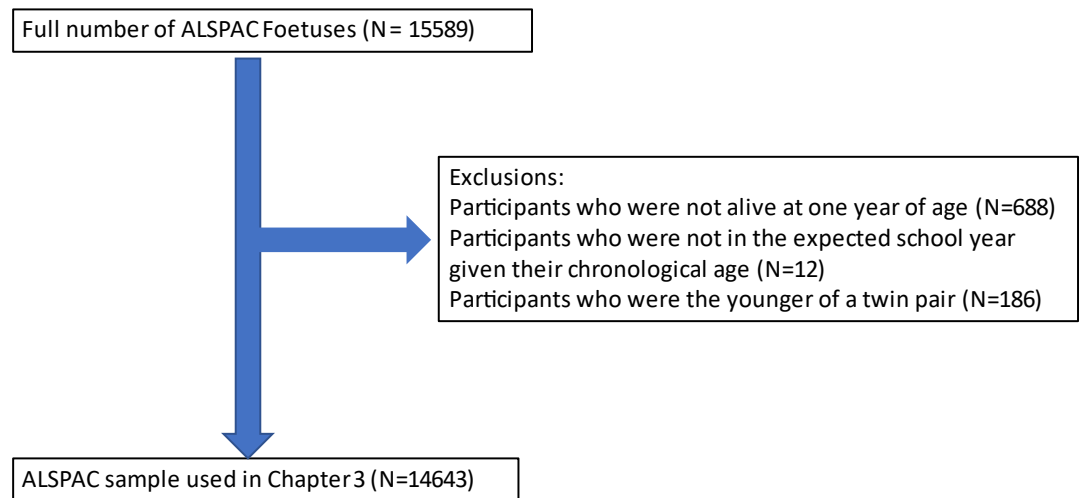 Full number of ALSPAC Foetuses (N= 15589)
Exclusions:
Participants who were not alive at one year of age (N=688)
Participants who were not in the expected school year
given their chronological age (N=12)
Participants who were the younger of a twin pair (N=186)
ALSPAC sample used in Chapter 3 (N=14643)